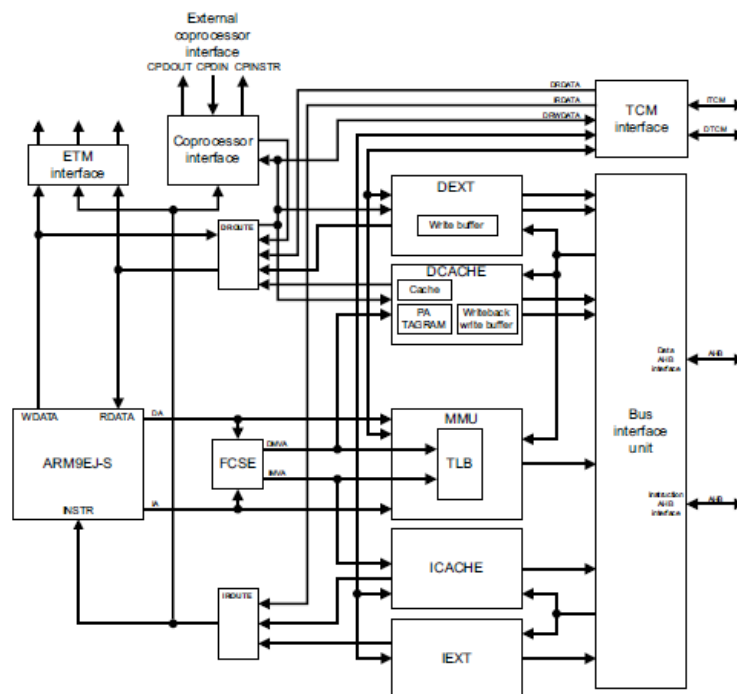 External
coprocessor
interface
CPDOUT CPDIN CPINSTR
DRDATA
IRDATA
DRWDATA
TCM
interface
ITCM
DTCM
Coprocessor
interface
ETM
interface
DEXT
Write buffer
DROUTE
DCACHE
Cache
PA
TAGRAM
Writeback
write buffer
Data
AHB
interface
AHB
WDATA RDATA
DA
MMU
ARM9EJ-S
FCSE
DMVA
IMVA
TLB
Bus
interface
unit
INSTR
IA
Instruction
AHB
interface
AHB
ICACHE
IROUTE
IEXT